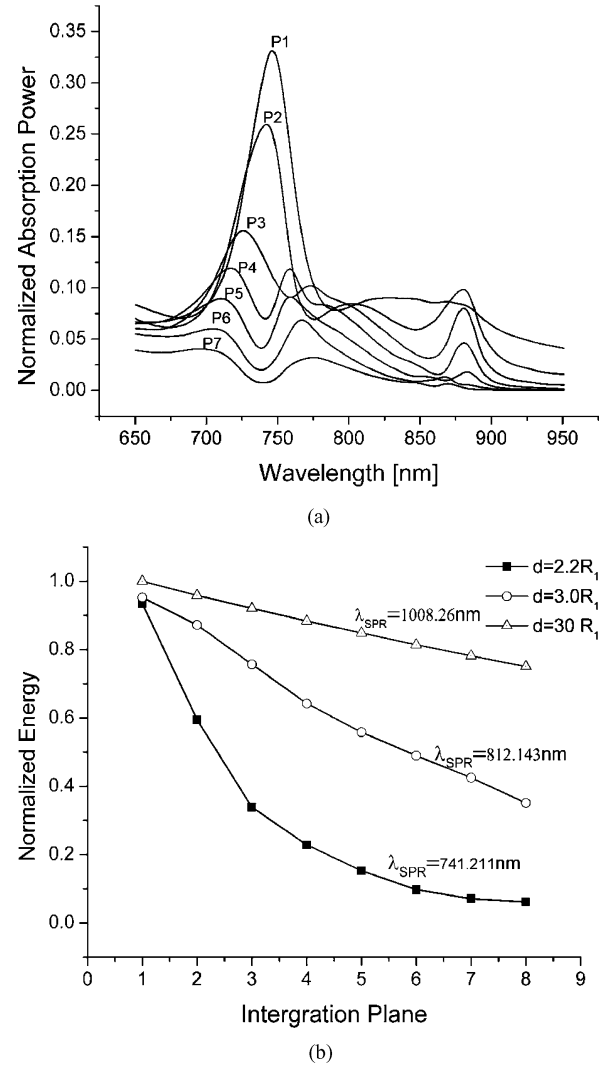 0.35
0.30
0.25
0.20
0.15
0.10
0.05
0.00
Normalized Absorption Power
P1
P2
P3
P4
P5
P6
P7
650 700 750 800 850 900 950
Wavelength [nm]
(a)
1.0
0.8
0.6
0.4
0.2
0.0
Normalized Energy
d=2.2R₁
d=3.0R₁
d=30 R₁
λSPR=1008.26nm
λSPR=812.143nm
λSPR=741.211nm
0 1 2 3 4 5 6 7 8 9
Intergration Plane
(b)